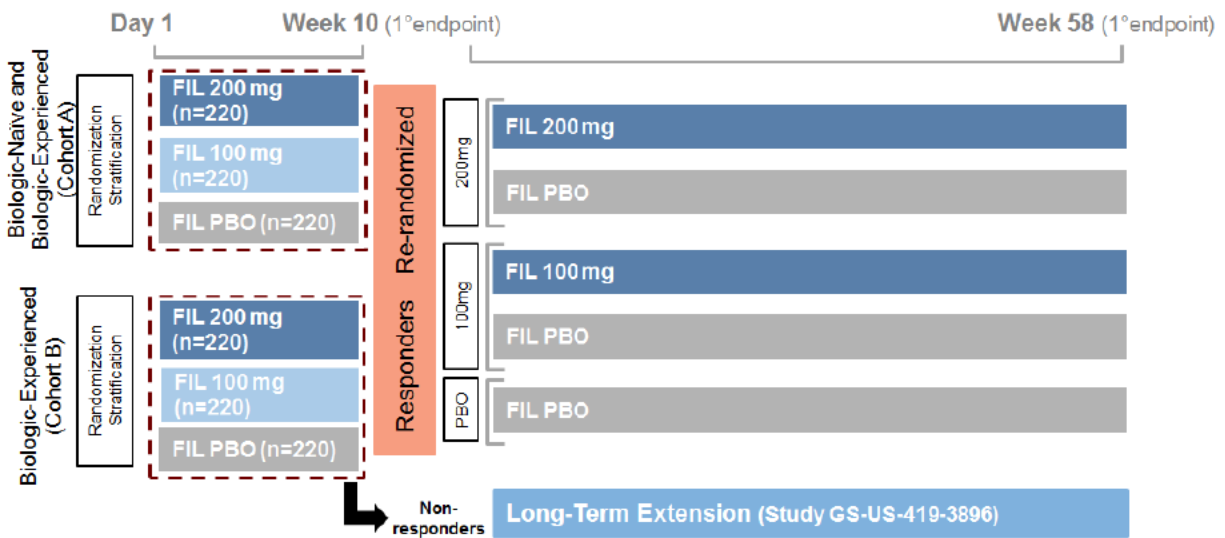 Day 1
Week 10 (1°endpoint)
Week 58 (1°endpoint)
Biologic-Naïve and
Biologic-Experienced
(Cohort A)
Randomization
Stratification
FIL 200 mg
(n=220)
FIL 100 mg
(n=220)
FIL PBO (n=220)
Biologic-Experienced
(Cohort B)
Randomization
Stratification
FIL 200 mg
(n=220)
FIL 100 mg
(n=220)
FIL PBO (n=220)
Responders Re-randomized
200mg
FIL 200 mg
FIL PBO
100mg
FIL 100 mg
FIL PBO
PBO
FIL PBO
Non-
responders
Long-Term Extension (Study GS-US-419-3896)